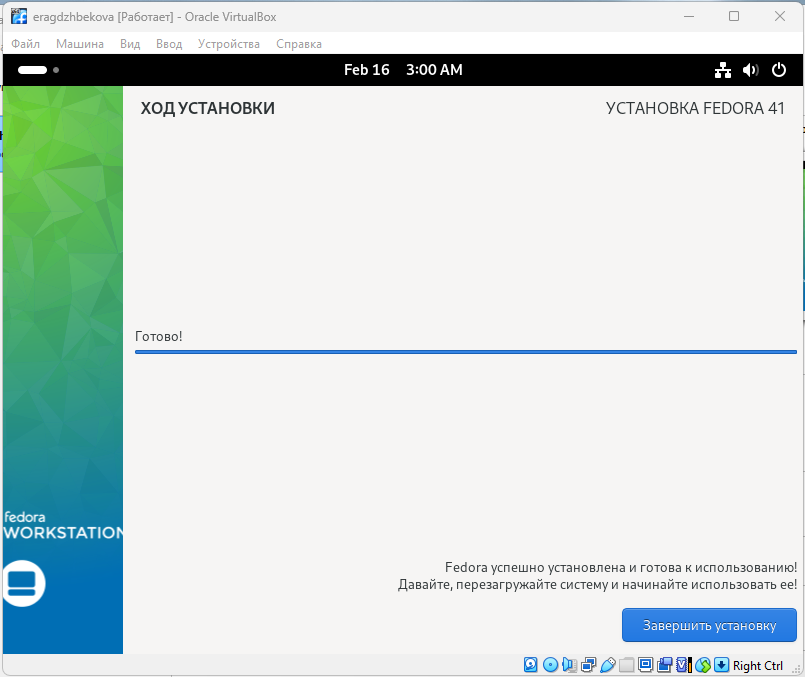 eragdzhbekova [Работает] - Oracle VirtualBox
Файл Машина Вид Ввод Устройства Справка
Feb 16 3:00 AM
ХОД УСТАНОВКИ
УСТАНОВКА FEDORA 41
Готово!
fedora
WORKSTATION
Fedora успешно установлена и готова к использованию!
Давайте, перезагружайте систему и начинайте использовать ее!
Завершить установку
Right Ctrl